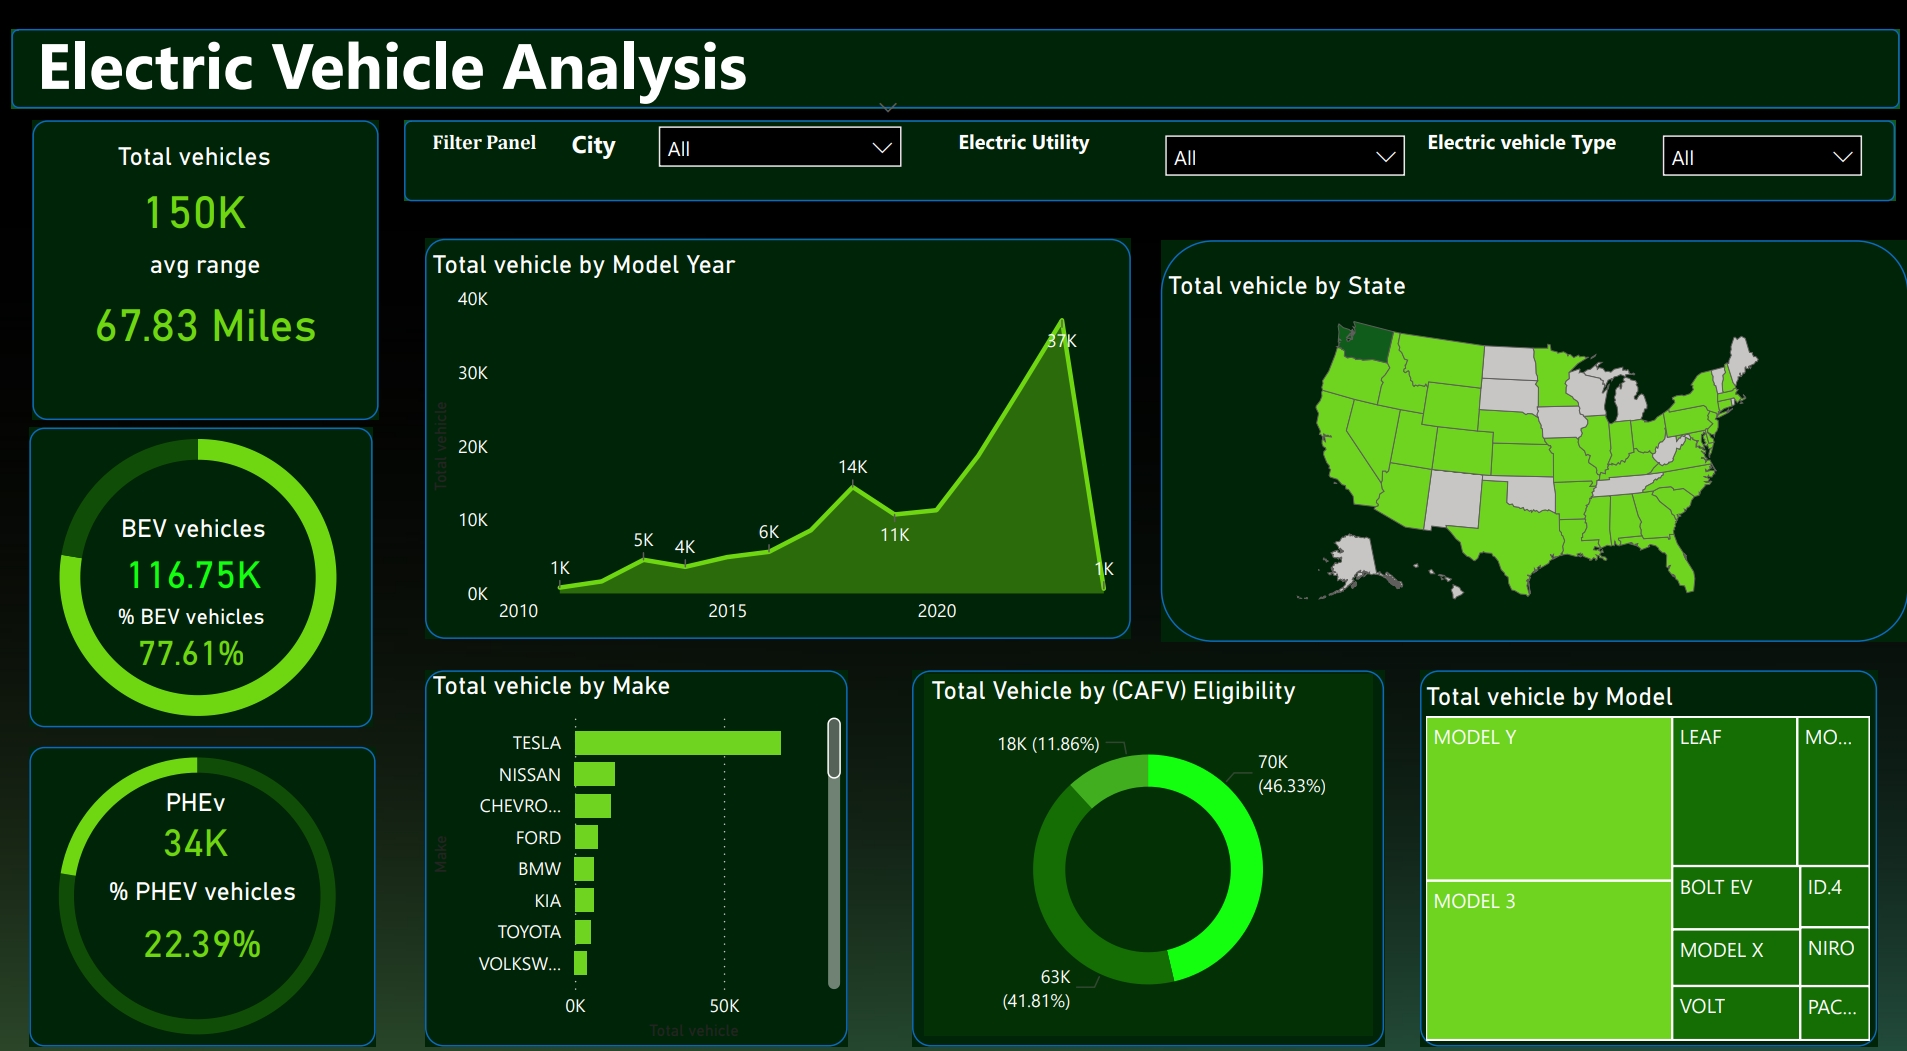 Electric Vehicle Analysis
Total vehicles
150K
avg range
67.83 Miles
Filter Panel
City
All
Electric Utility
All
Electric vehicle Type
All
BEV vehicles
116.75K
% BEV vehicles
77.61%
PHEv
34K
% PHEV vehicles
22.39%
Total vehicle by Model Year
Total vehicle
40K
30K
20K
10K
0K
1K
5K
4K
6K
14K
11K
37K
1K
2010
2015
2020
Total vehicle by State
Total vehicle by Make
Make
TESLA
NISSAN
CHEVRO...
FORD
BMW
KIA
TOYOTA
VOLKSW...
0K
50K
Total vehicle
Total Vehicle by (CAFV) Eligibility
18K (11.86%)
70K
(46.33%)
63K
(41.81%)
Total vehicle by Model
MODEL Y
MODEL 3
LEAF
MO...
BOLT EV
ID.4
MODEL X
NIRO
VOLT
PAC...